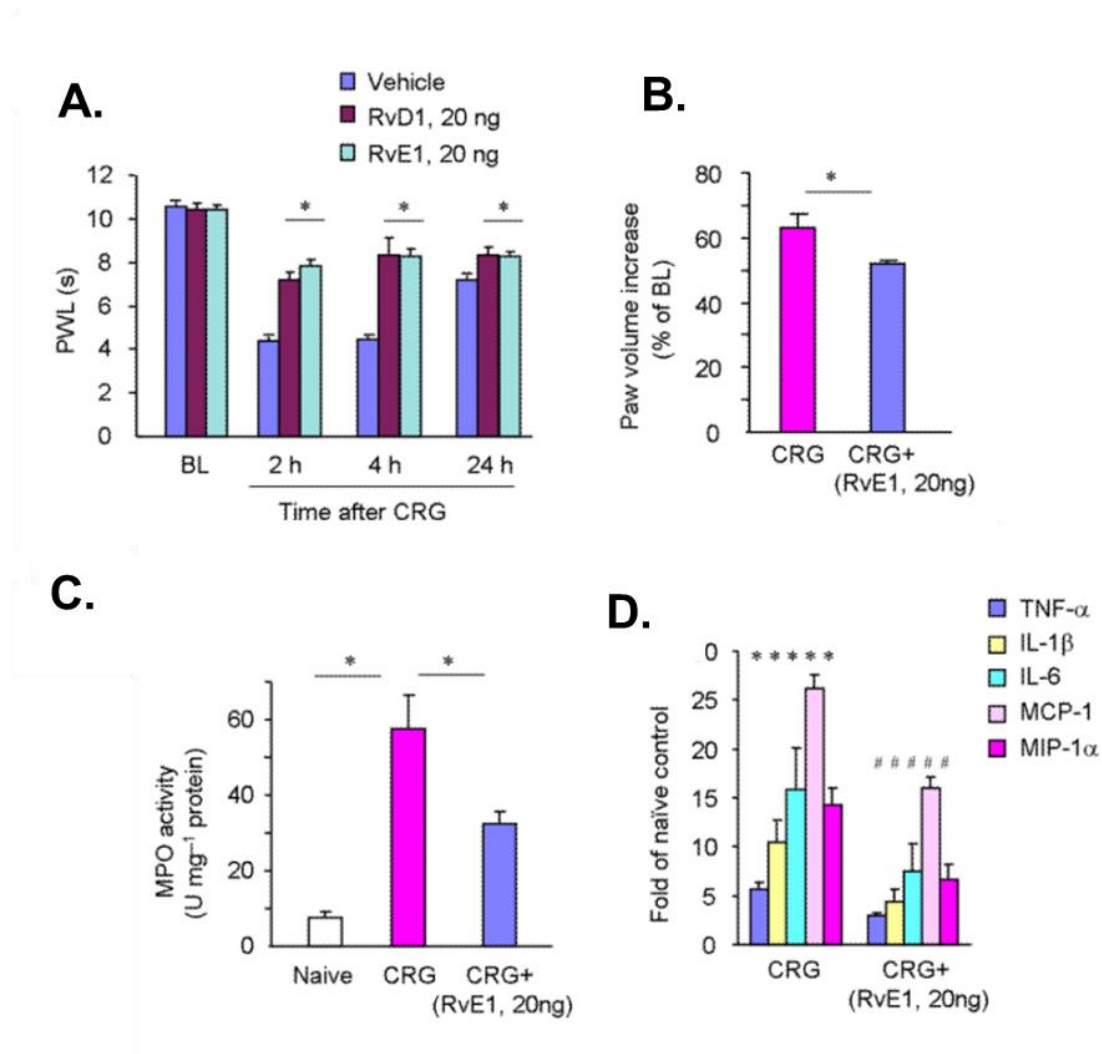 A.
Vehicle
RvD1, 20 ng
RvE1, 20 ng
12
10
8
6
4
2
0
PWL (s)
* * *
BL 2 h 4 h 24 h
Time after CRG
B.
80
60
40
20
0
Paw volume increase
(% of BL)
*
CRG CRG+
(RvE1, 20ng)
C.
60
40
20
0
MPO activity
(U mg⁻¹ protein)
* *
Naive CRG CRG+
(RvE1, 20ng)
D.
TNF-α
IL-1β
IL-6
MCP-1
MIP-1α
0
25
20
15
10
5
0
Fold of naïve control
* * * * *
# # # # #
CRG CRG+
(RvE1, 20ng)